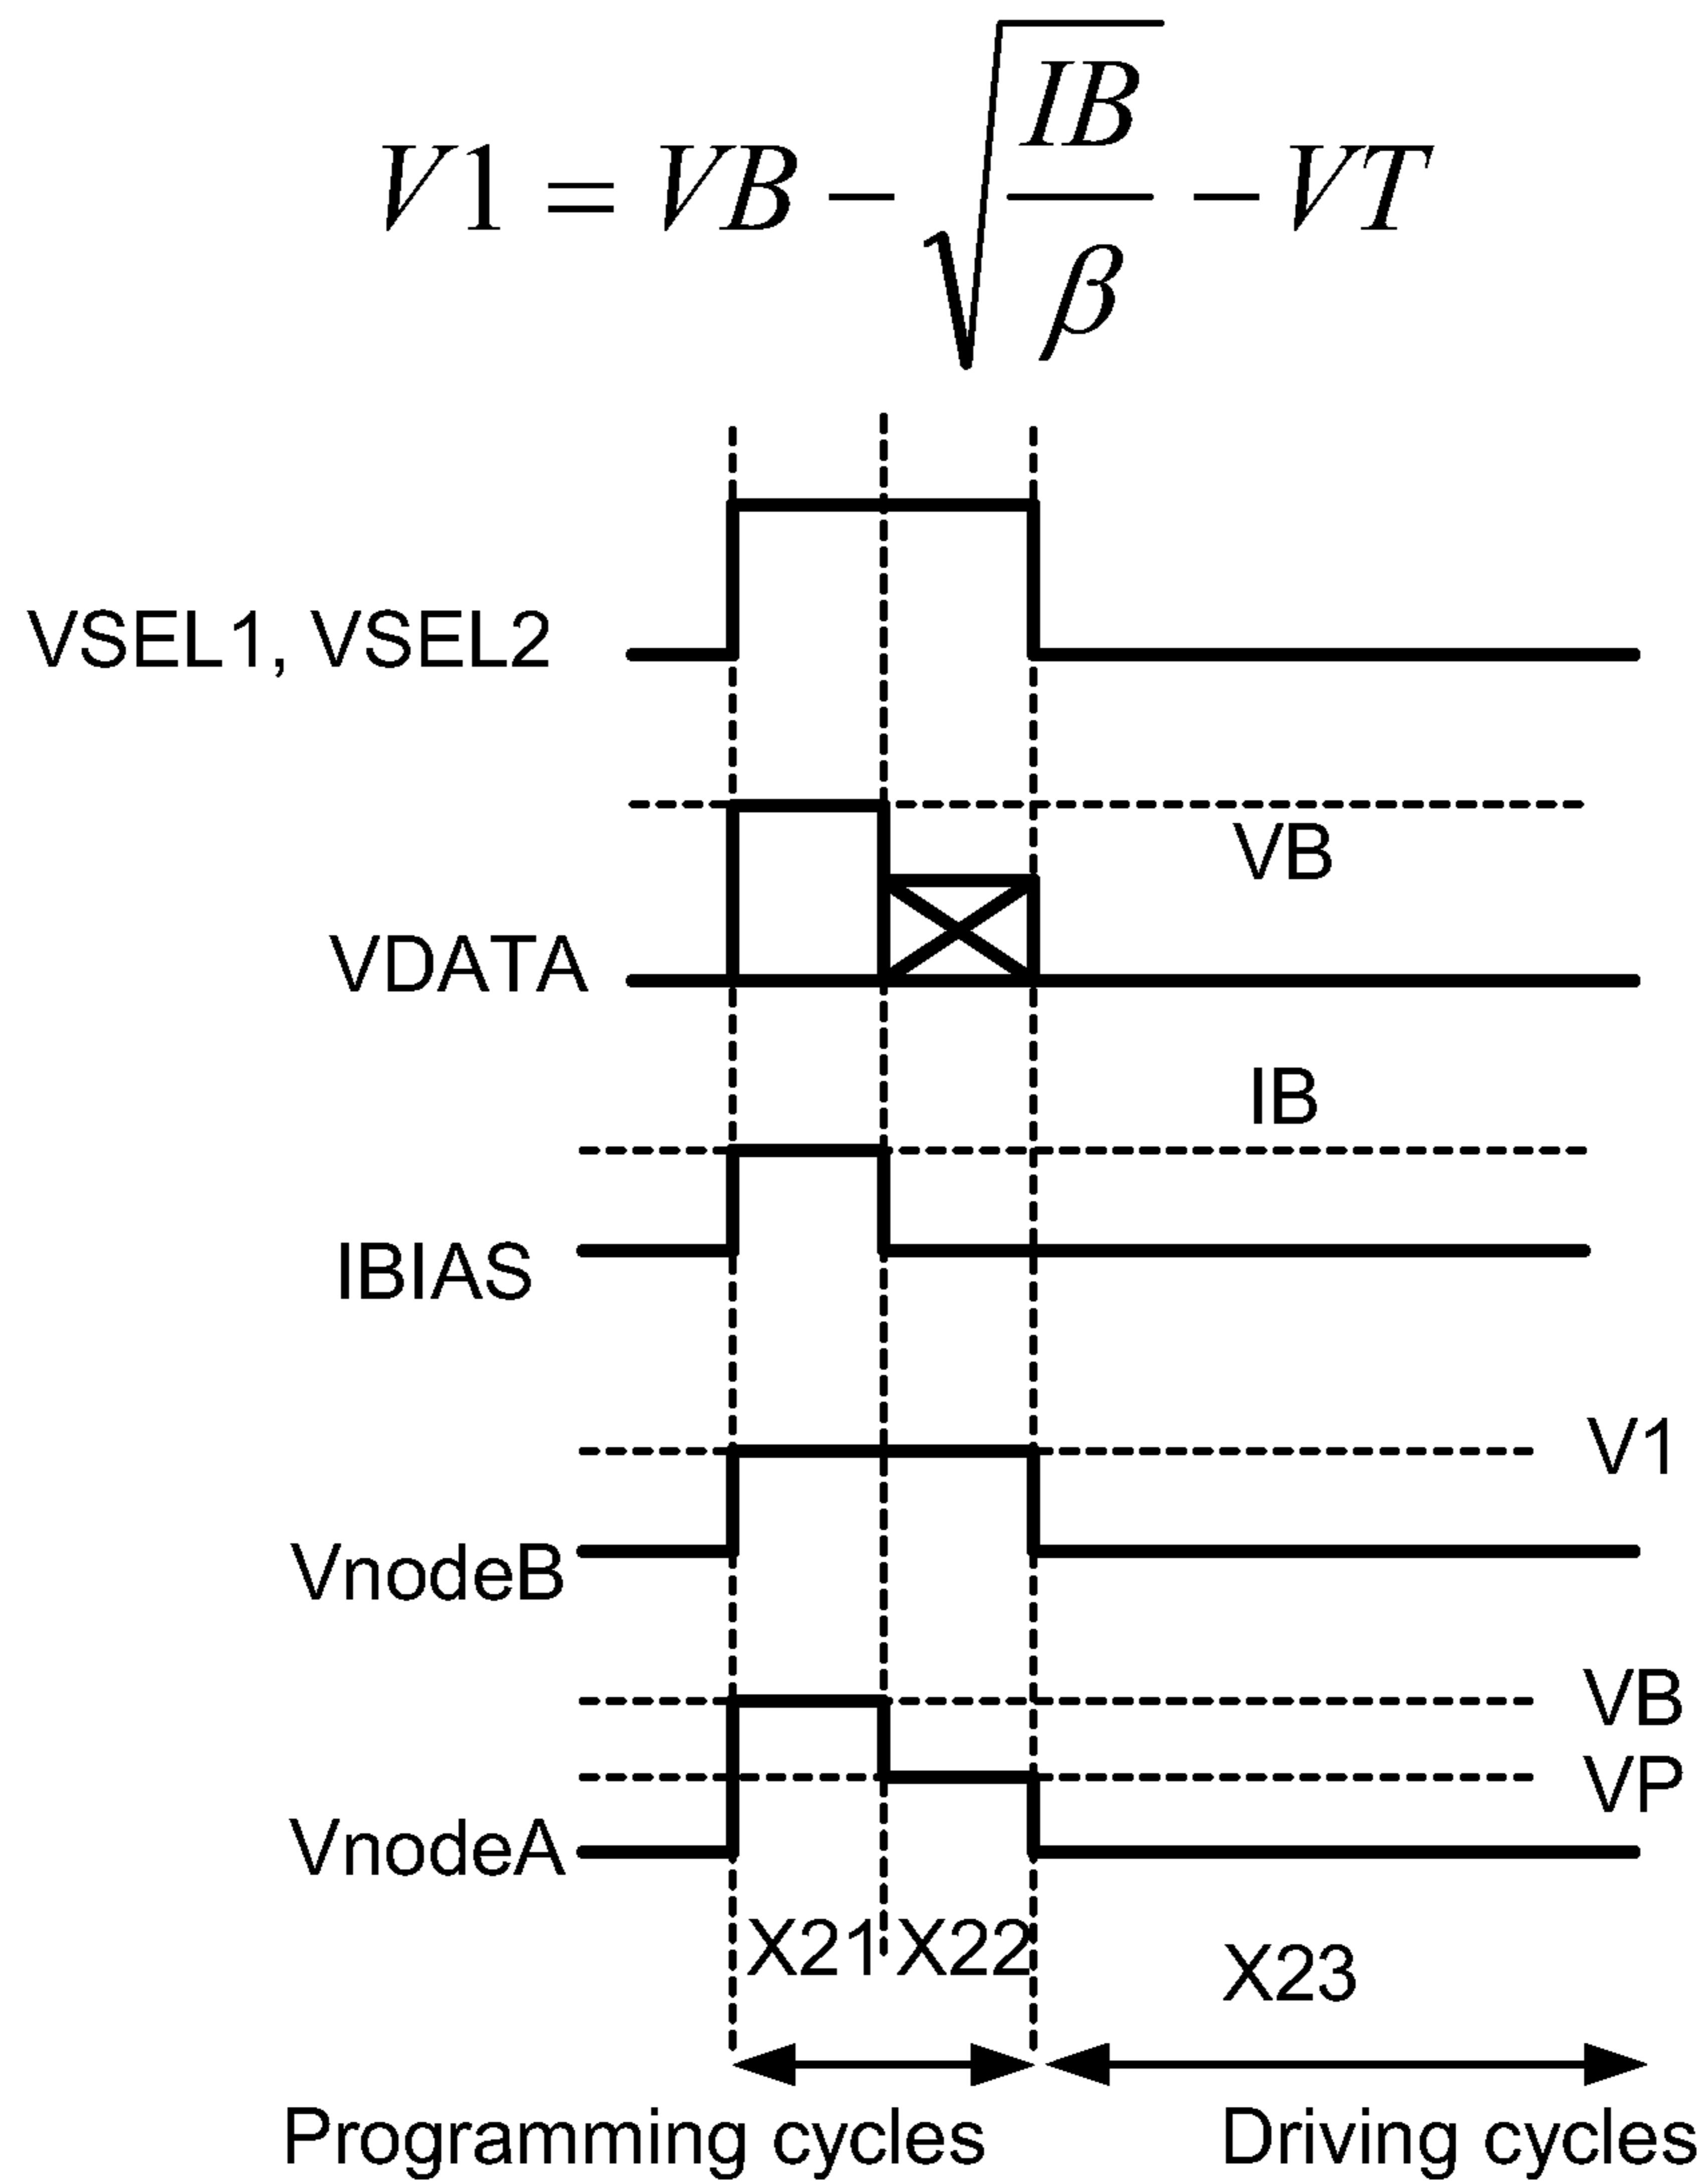 V1 = VB − √(IB/β) − VT
VSEL1, VSEL2
VB
VDATA
IB
IBIAS
V1
VnodeB
VB
VP
VnodeA
X21 X22 X23
Programming cycles Driving cycles